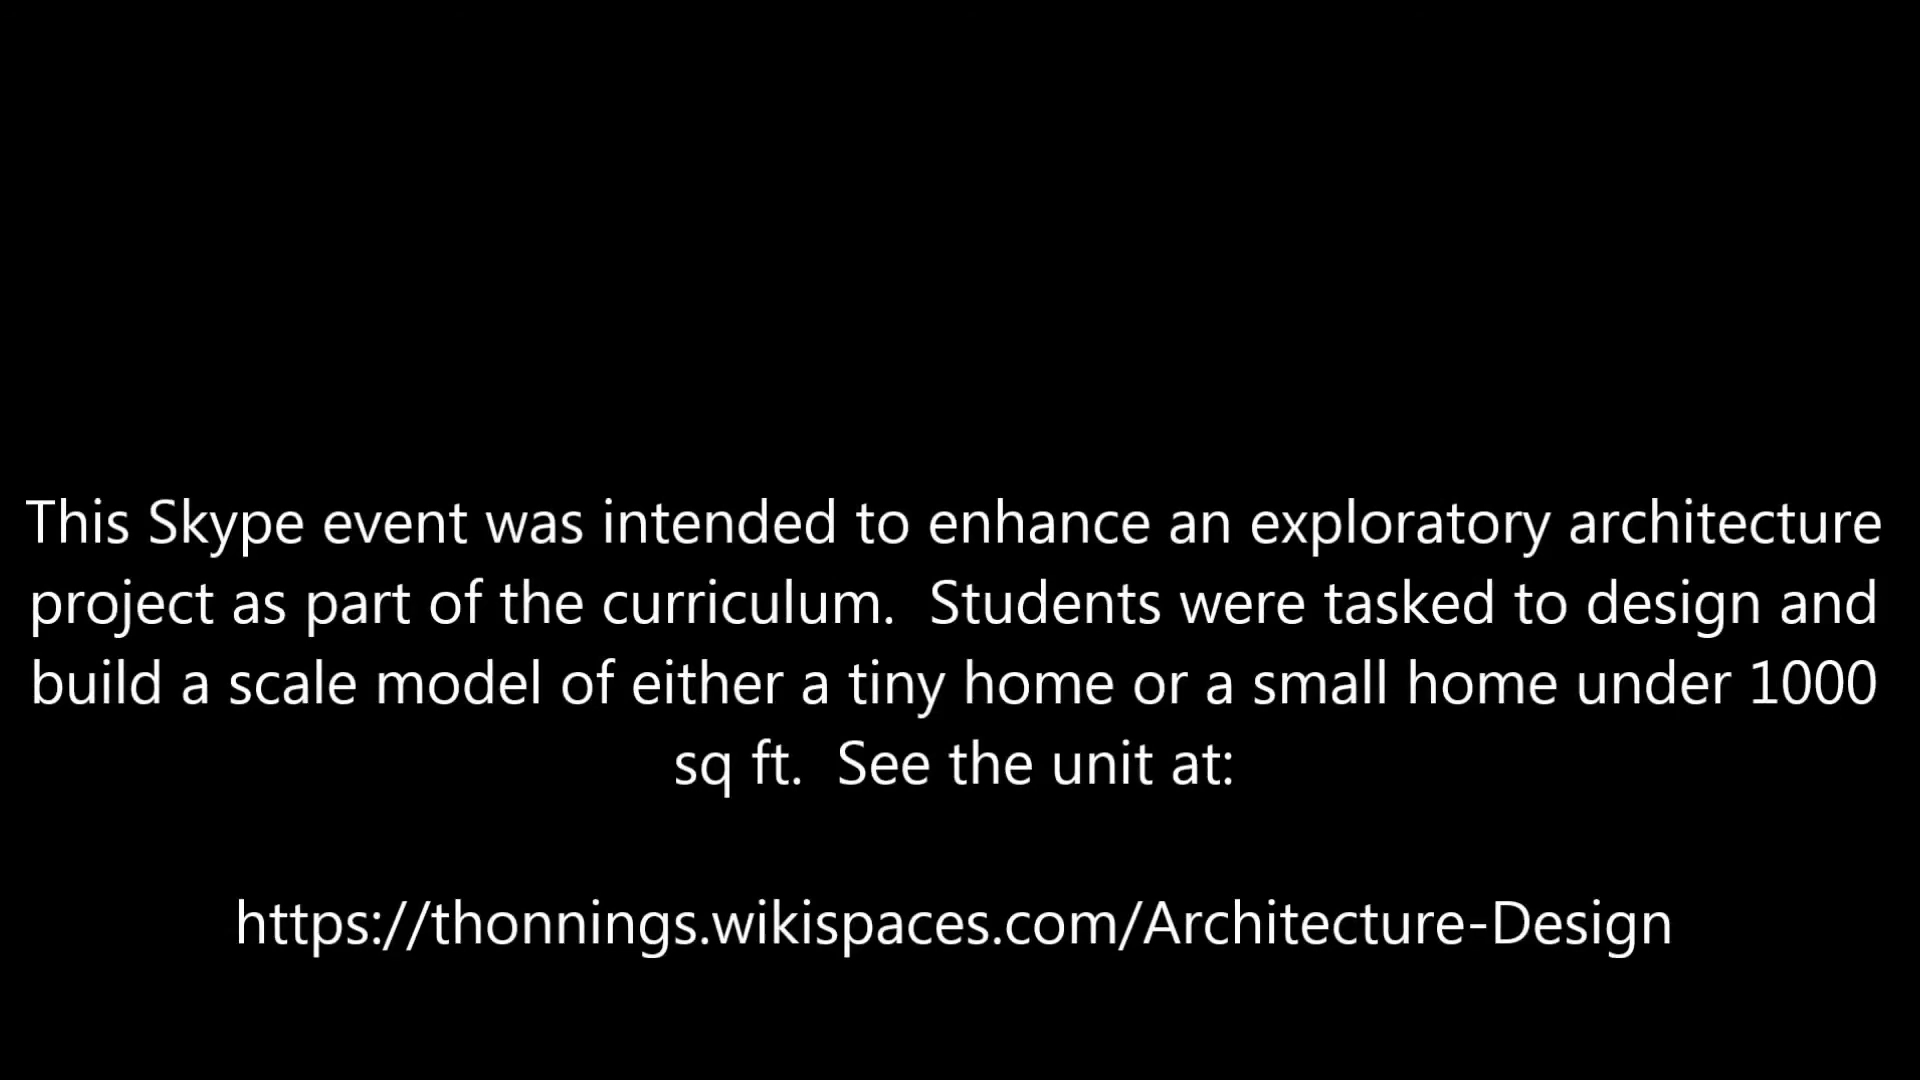 This Skype event was intended to enhance an exploratory architecture
project as part of the curriculum.  Students were tasked to design and
build a scale model of either a tiny home or a small home under 1000
sq ft.  See the unit at:
https://thonnings.wikispaces.com/Architecture-Design